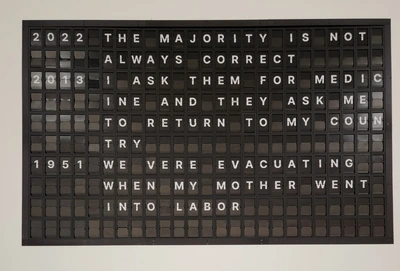 2022 THE MAJORITY IS NOT
ALWAYS CORRECT
2013 I ASK THEM FOR MEDIC
INE AND THEY ASK ME
TO RETURN TO MY COUN
TRY
1951 WE VERE EVACUATING
WHEN MY MOTHER WENT
INTO LABOR